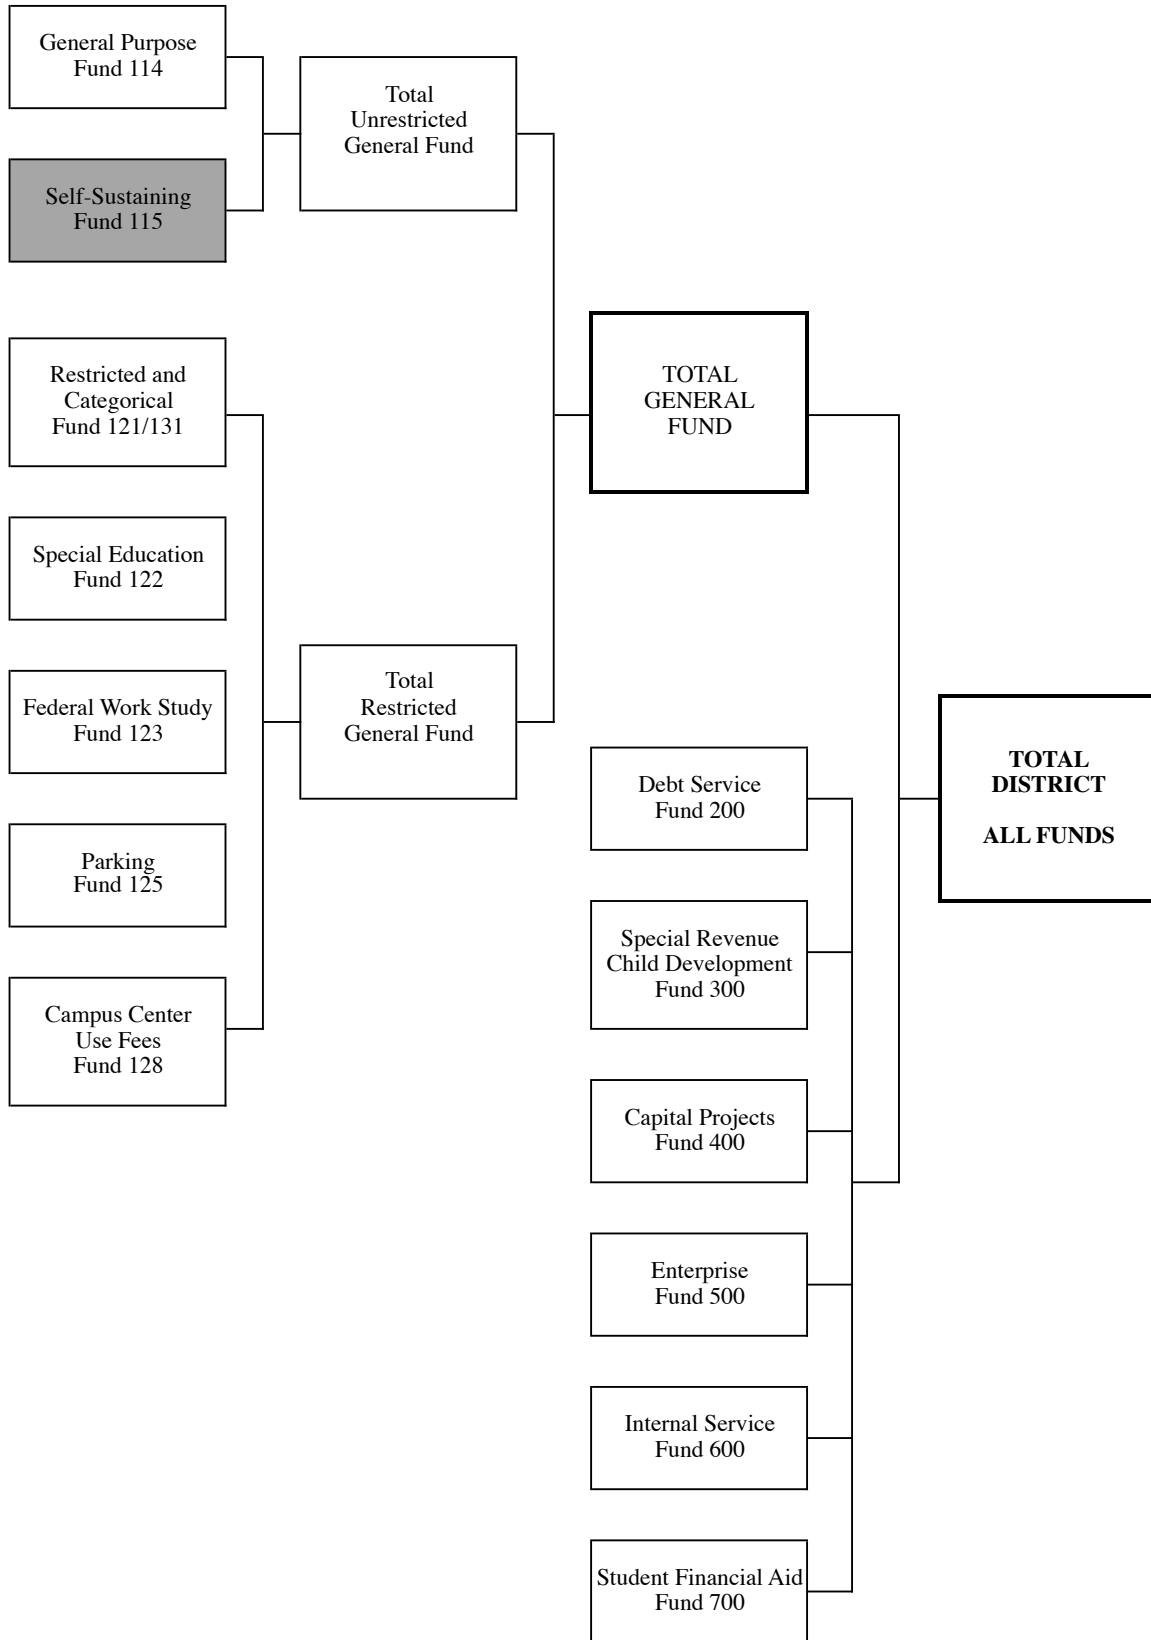 General Purpose
Fund 114
Self-Sustaining
Fund 115
Restricted and
Categorical
Fund 121/131
Special Education
Fund 122
Federal Work Study
Fund 123
Parking
Fund 125
Campus Center
Use Fees
Fund 128
Total
Unrestricted
General Fund
Total
Restricted
General Fund
TOTAL
GENERAL
FUND
Debt Service
Fund 200
Special Revenue
Child Development
Fund 300
Capital Projects
Fund 400
Enterprise
Fund 500
Internal Service
Fund 600
Student Financial Aid
Fund 700
TOTAL
DISTRICT
ALL FUNDS